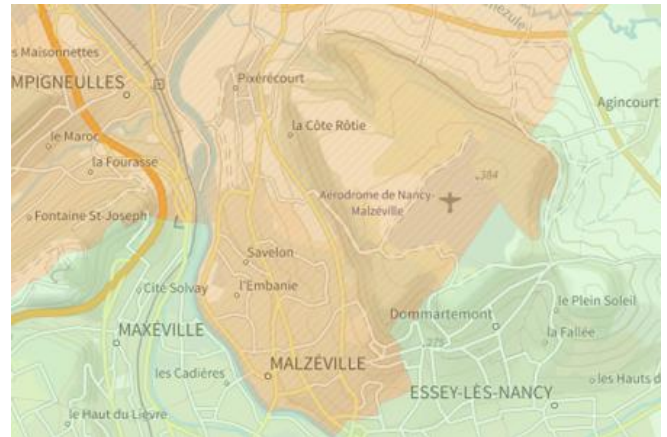 s Maisonnettes
MPIGNEULLES
Pixérécourt
Agincourt
le Maroc
la Côte Rôtie
la Fourasse
384
Aérodrome de Nancy-
Malzéville
Fontaine St-Joseph
Savelon
Cité Solvay
l'Embanie
le Plein Soleil
Dommartemont
MAXÉVILLE
la Fallée
275
MALZÉVILLE
les Cadières
les Hauts d
ESSEY-LÈS-NANCY
le Haut du Lièvre